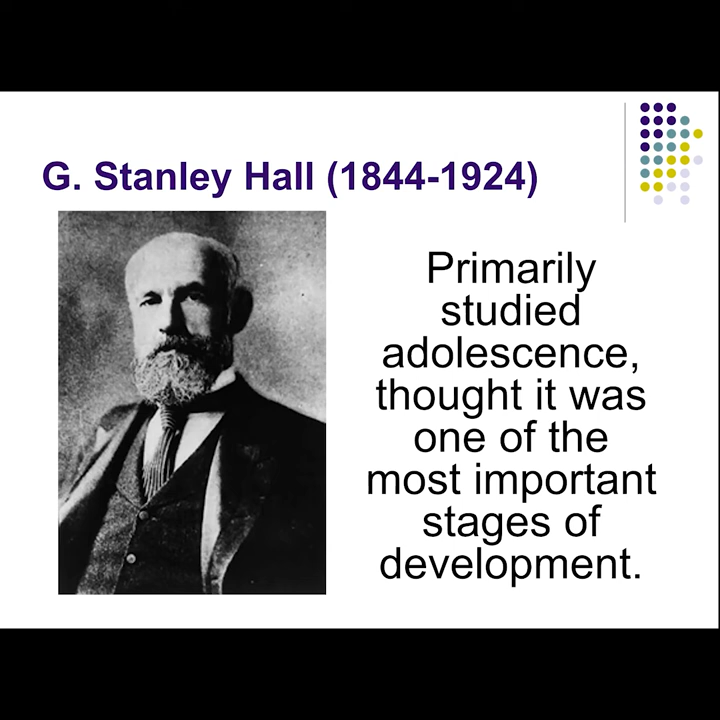 G. Stanley Hall (1844-1924)
Primarily
studied
adolescence,
thought it was
one of the
most important
stages of
development.